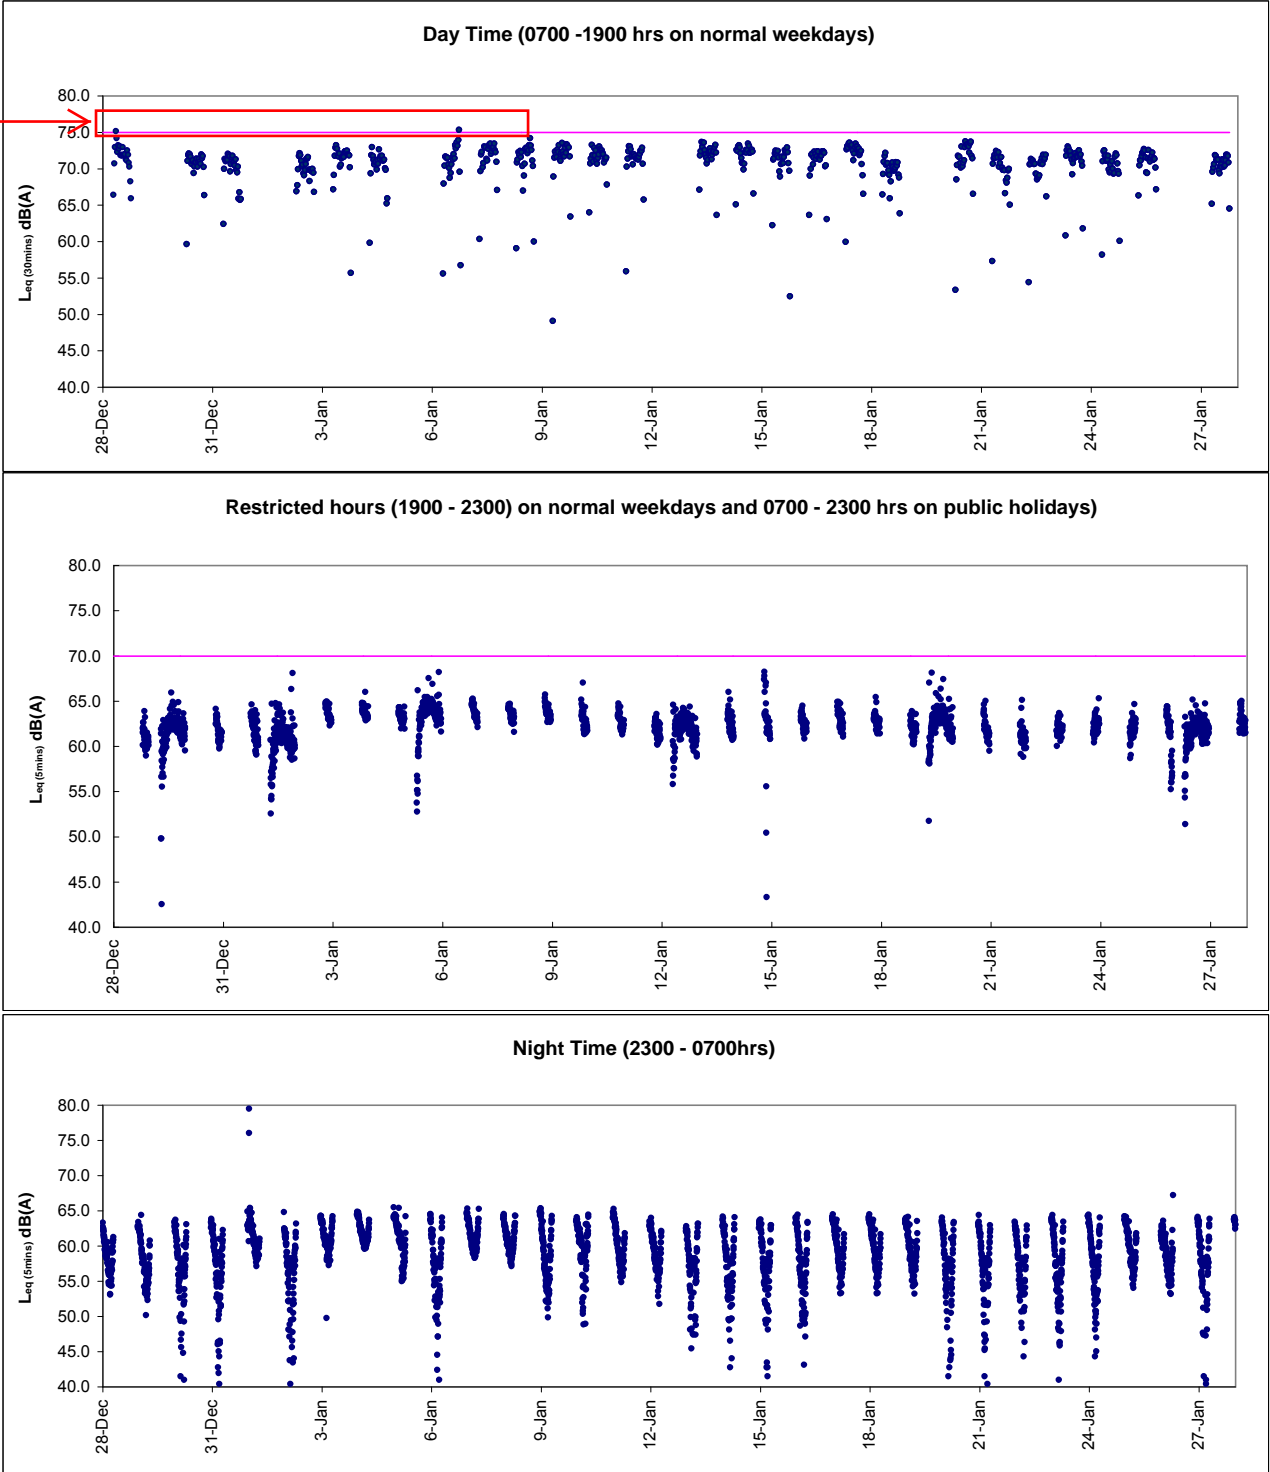 Day Time (0700 -1900 hrs on normal weekdays)
Leq (30mins) dB(A)
80.0
75.0
70.0
65.0
60.0
55.0
50.0
45.0
40.0
28-Dec
31-Dec
3-Jan
6-Jan
9-Jan
12-Jan
15-Jan
18-Jan
21-Jan
24-Jan
27-Jan
Restricted hours (1900 - 2300) on normal weekdays and 0700 - 2300 hrs on public holidays)
Leq (5mins) dB(A)
80.0
75.0
70.0
65.0
60.0
55.0
50.0
45.0
40.0
28-Dec
31-Dec
3-Jan
6-Jan
9-Jan
12-Jan
15-Jan
18-Jan
21-Jan
24-Jan
27-Jan
Night Time (2300 - 0700hrs)
Leq (5mins) dB(A)
80.0
75.0
70.0
65.0
60.0
55.0
50.0
45.0
40.0
28-Dec
31-Dec
3-Jan
6-Jan
9-Jan
12-Jan
15-Jan
18-Jan
21-Jan
24-Jan
27-Jan